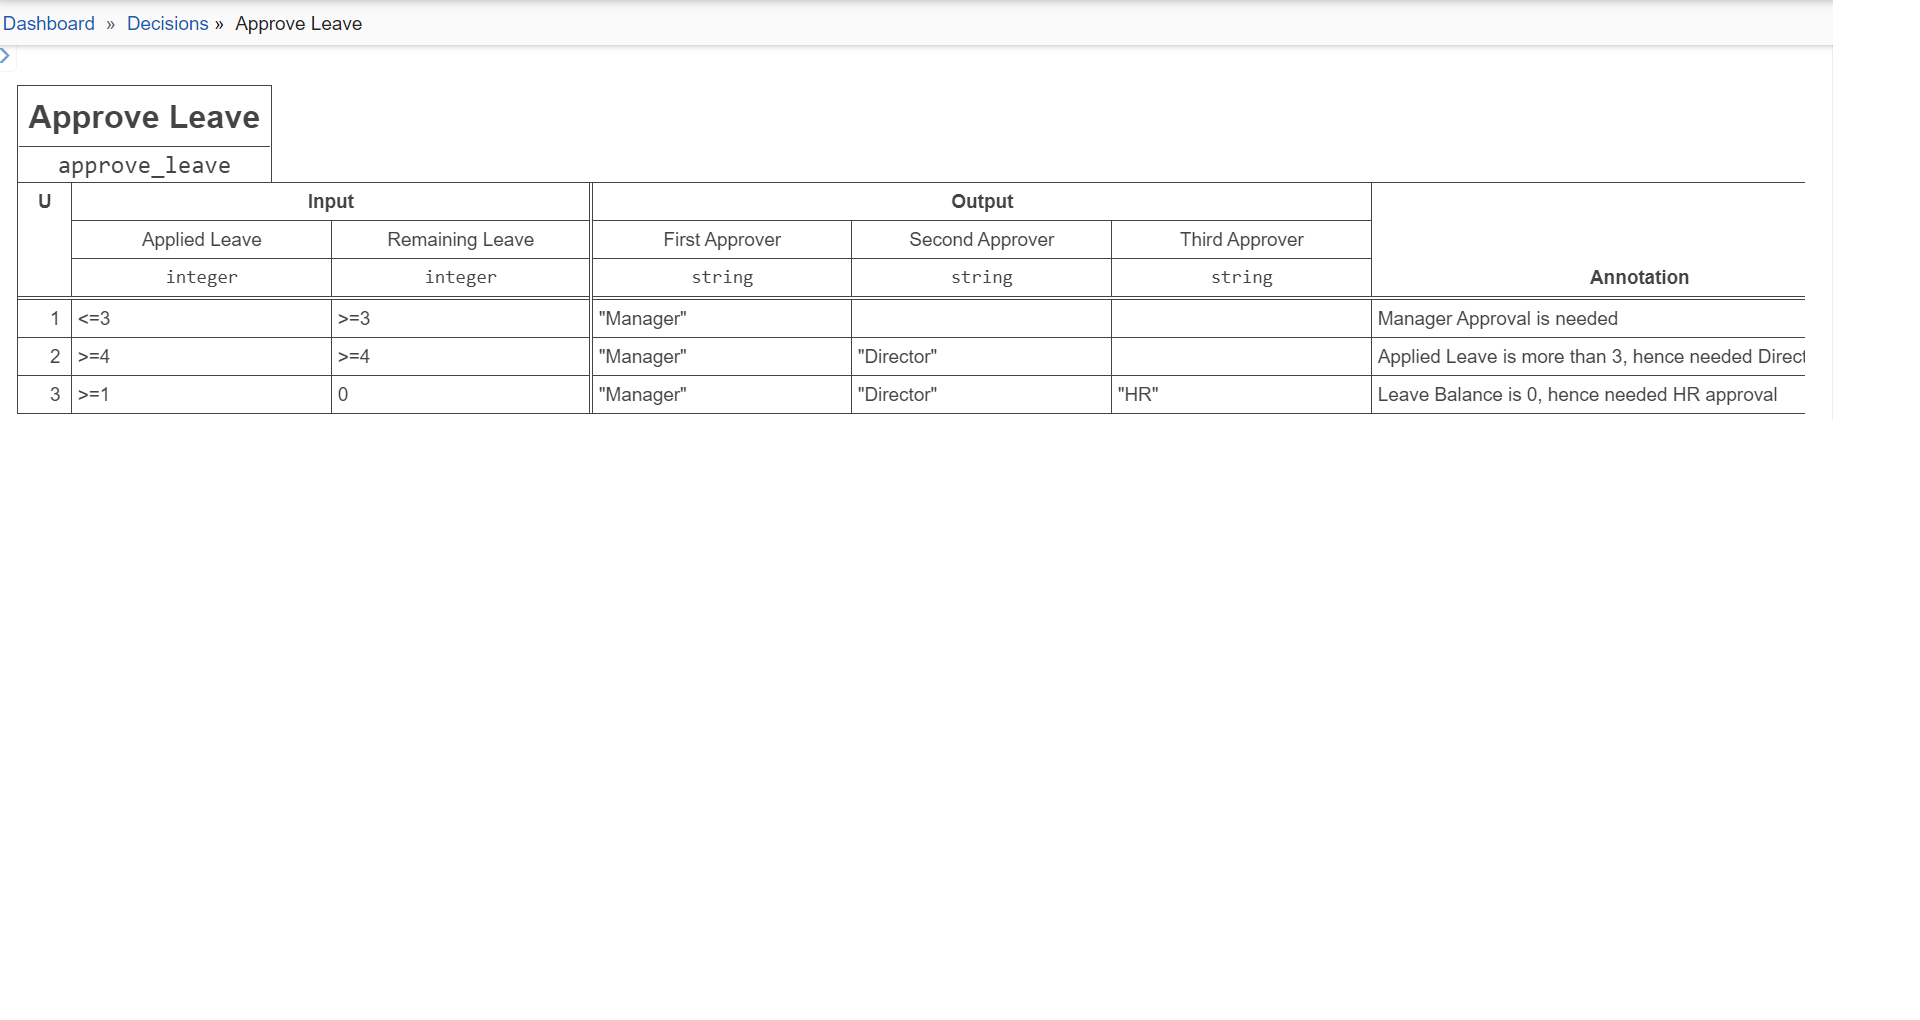 Dashboard » Decisions » Approve Leave
Approve Leave
approve_leave
U Input Output
Applied Leave Remaining Leave First Approver Second Approver Third Approver
integer integer string string string Annotation
1 <=3 >=3 "Manager" Manager Approval is needed
2 >=4 >=4 "Manager" "Director" Applied Leave is more than 3, hence needed Direct
3 >=1 0 "Manager" "Director" "HR" Leave Balance is 0, hence needed HR approval